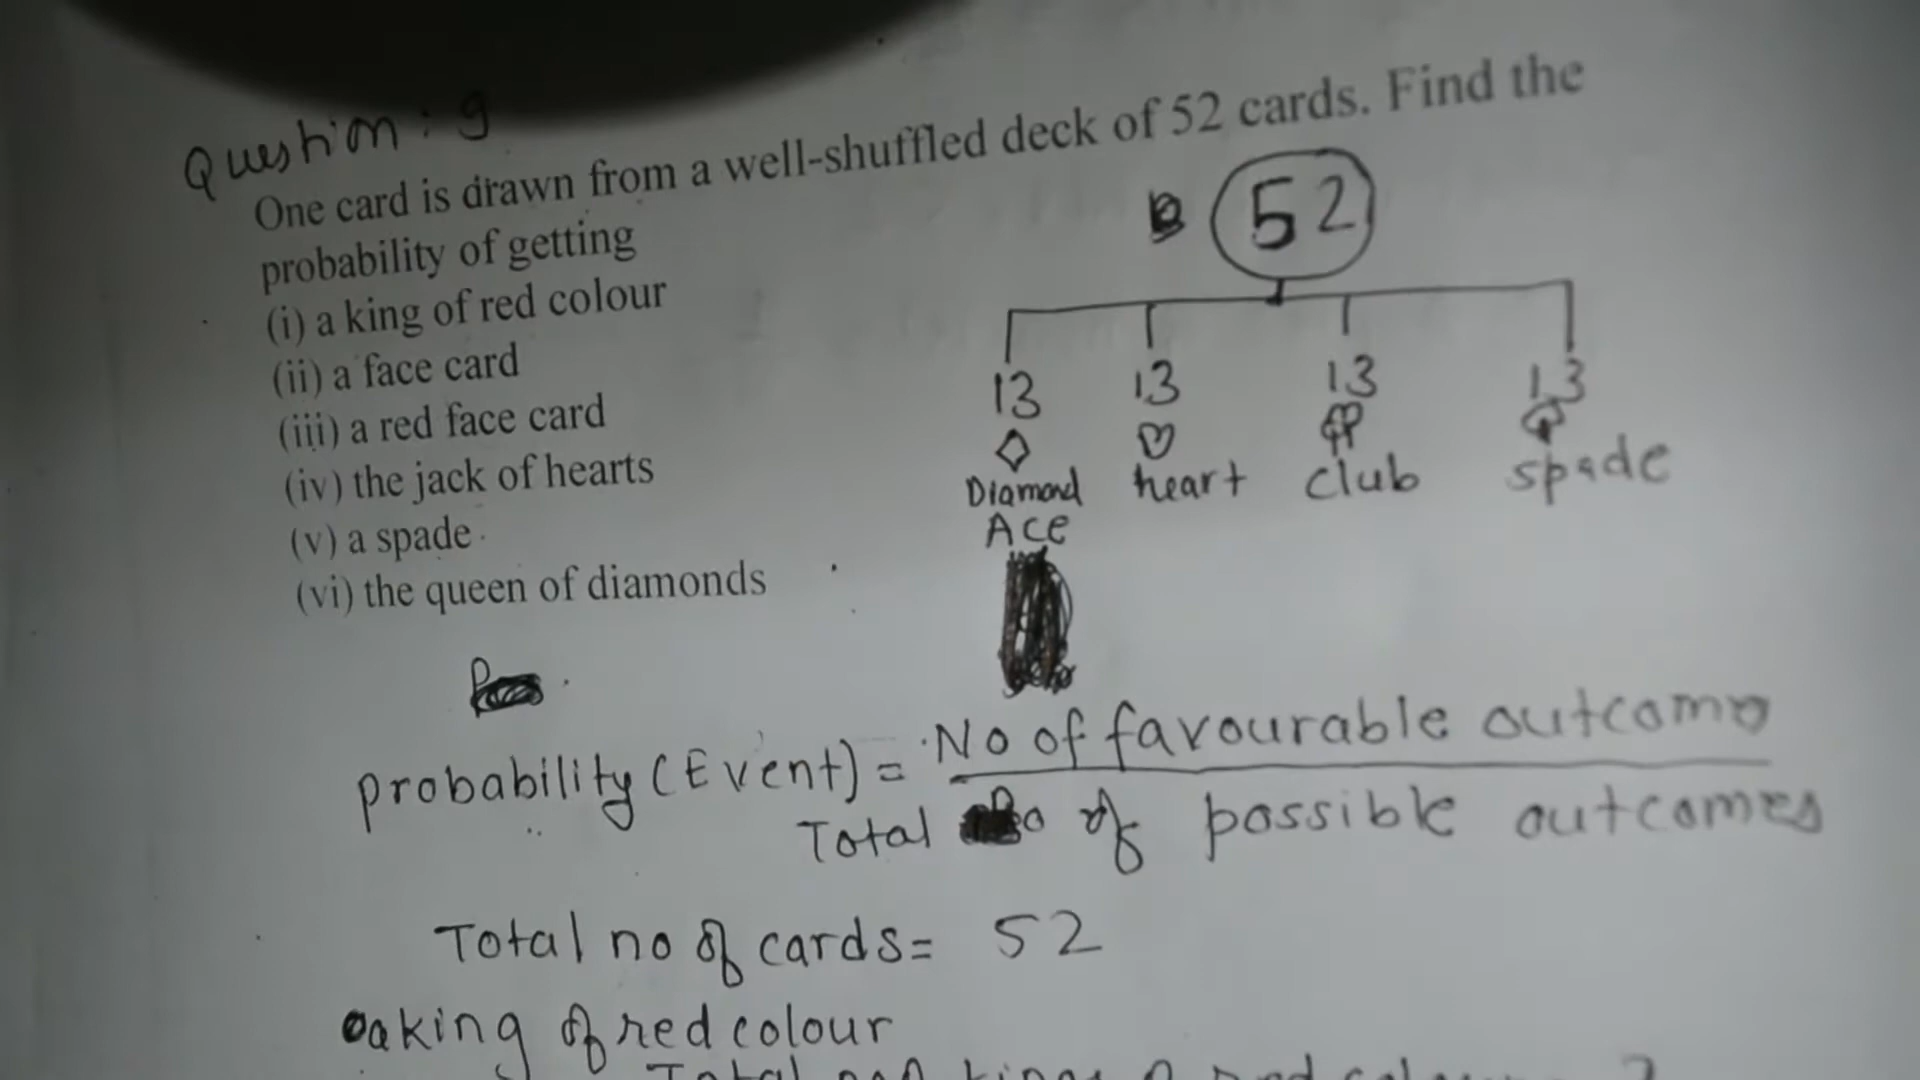 Question: 9
One card is drawn from a well-shuffled deck of 52 cards. Find the
probability of getting
(i) a king of red colour
(ii) a face card
(iii) a red face card
(iv) the jack of hearts
(v) a spade
(vi) the queen of diamonds
52
13 13 13 13
Diamond heart club spade
Ace
probability (Event) = No of favourable outcome
Total of possible outcomes
Total no of cards = 52
a king of red colour
Total